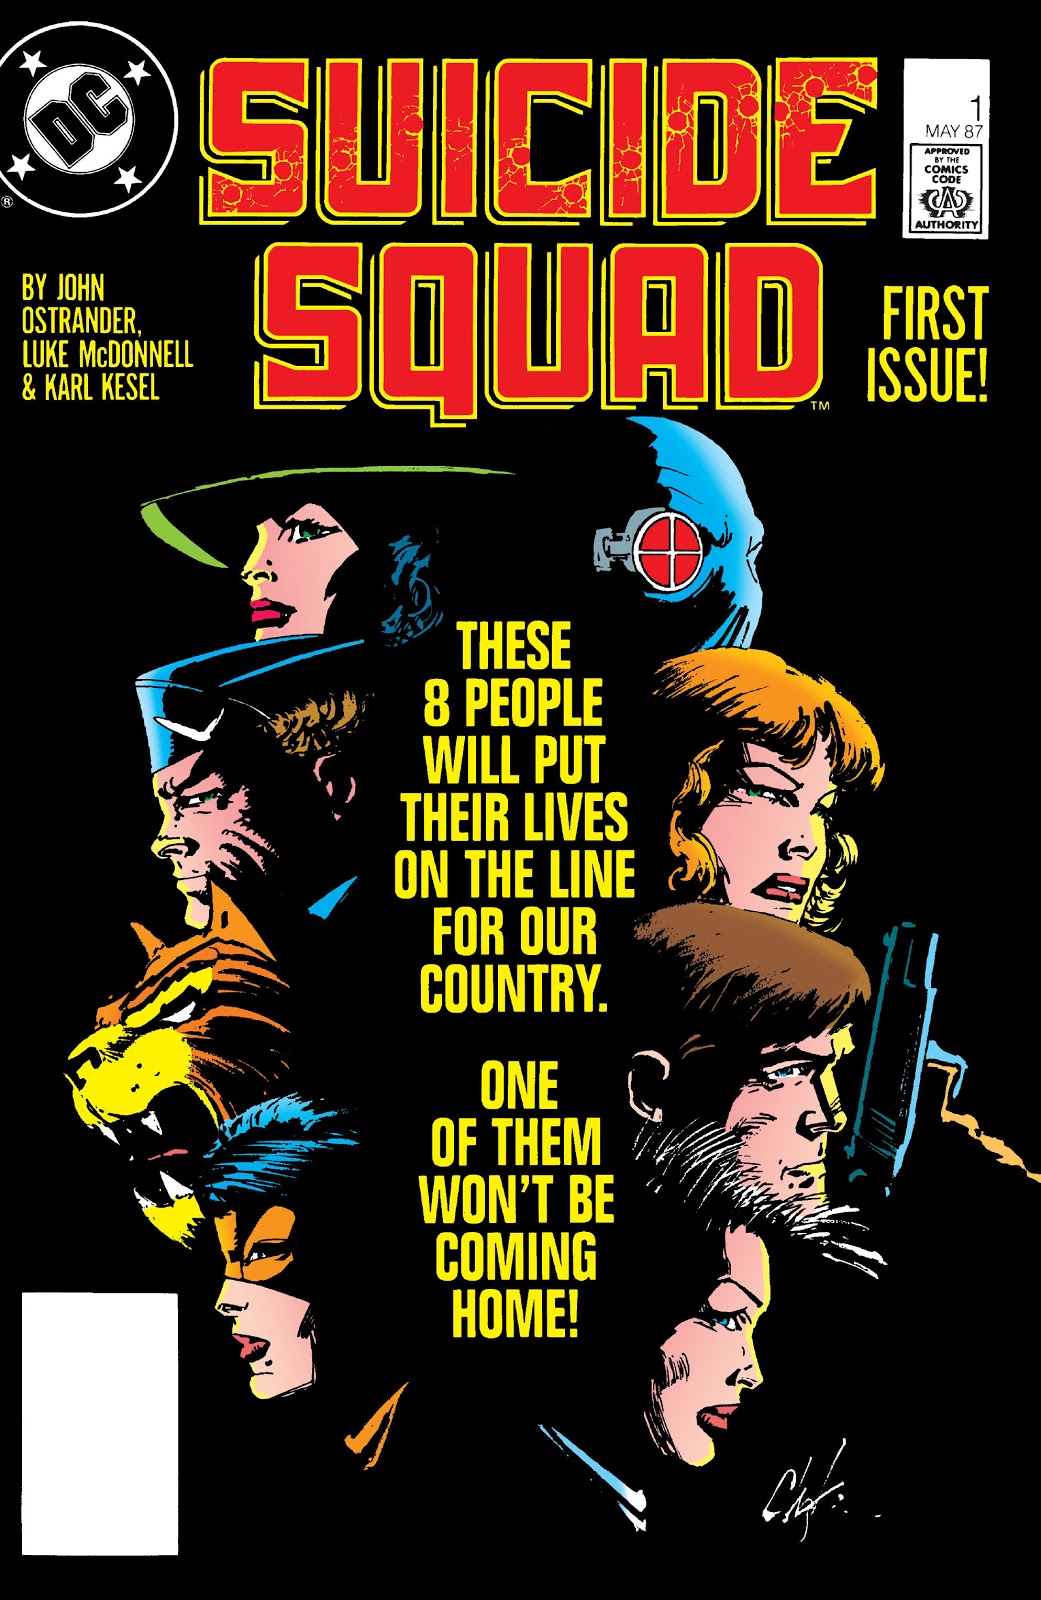 DC
®
SUICIDE
SQUAD
TM
1
MAY 87
APPROVED
BY THE
COMICS
CODE
CA
AUTHORITY
BY JOHN
OSTRANDER,
LUKE McDONNELL
& KARL KESEL
FIRST
ISSUE!
THESE
8 PEOPLE
WILL PUT
THEIR LIVES
ON THE LINE
FOR OUR
COUNTRY.
ONE
OF THEM
WON'T BE
COMING
HOME!